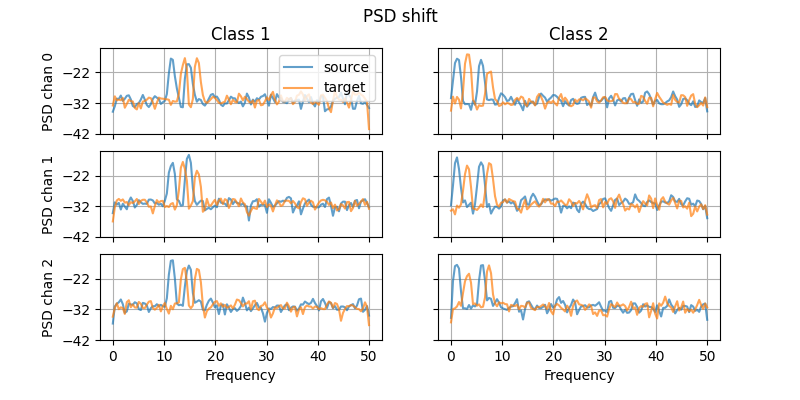 PSD shift
Class 1
Class 2
PSD chan 0
−22
−32
−42
source
target
PSD chan 1
−22
−32
−42
PSD chan 2
−22
−32
−42
0 10 20 30 40 50
0 10 20 30 40 50
Frequency
Frequency